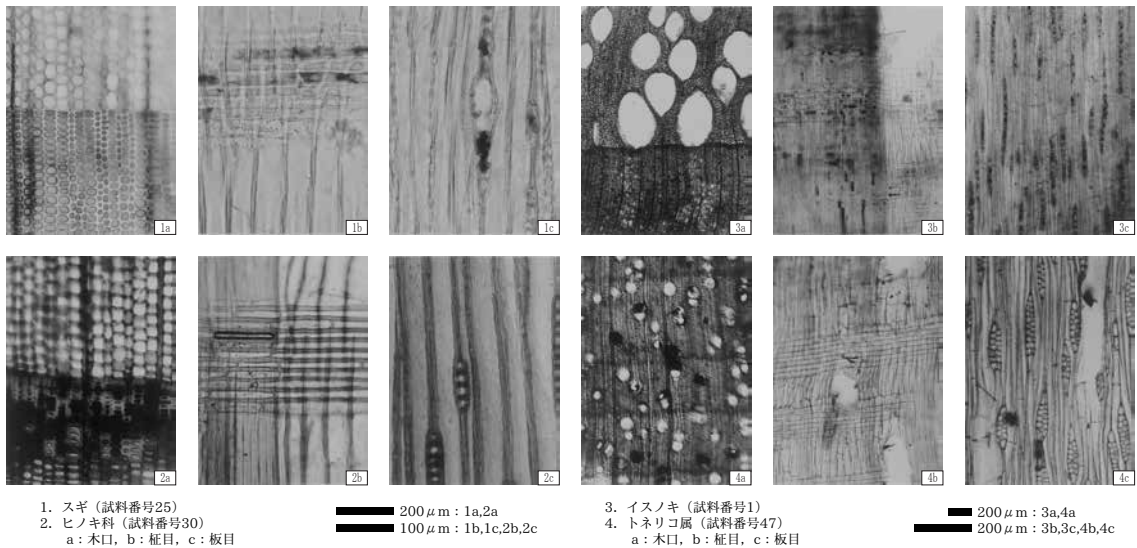 1a
1b
1c
3a
3b
3c
2a
2b
2c
4a
4b
4c
1. スギ（試料番号25）
2. ヒノキ科（試料番号30）
a：木口，b：柾目，c：板目
200μm：1a,2a
100μm：1b,1c,2b,2c
3. イスノキ（試料番号1）
4. トネリコ属（試料番号47）
a：木口，b：柾目，c：板目
200μm：3a,4a
200μm：3b,3c,4b,4c